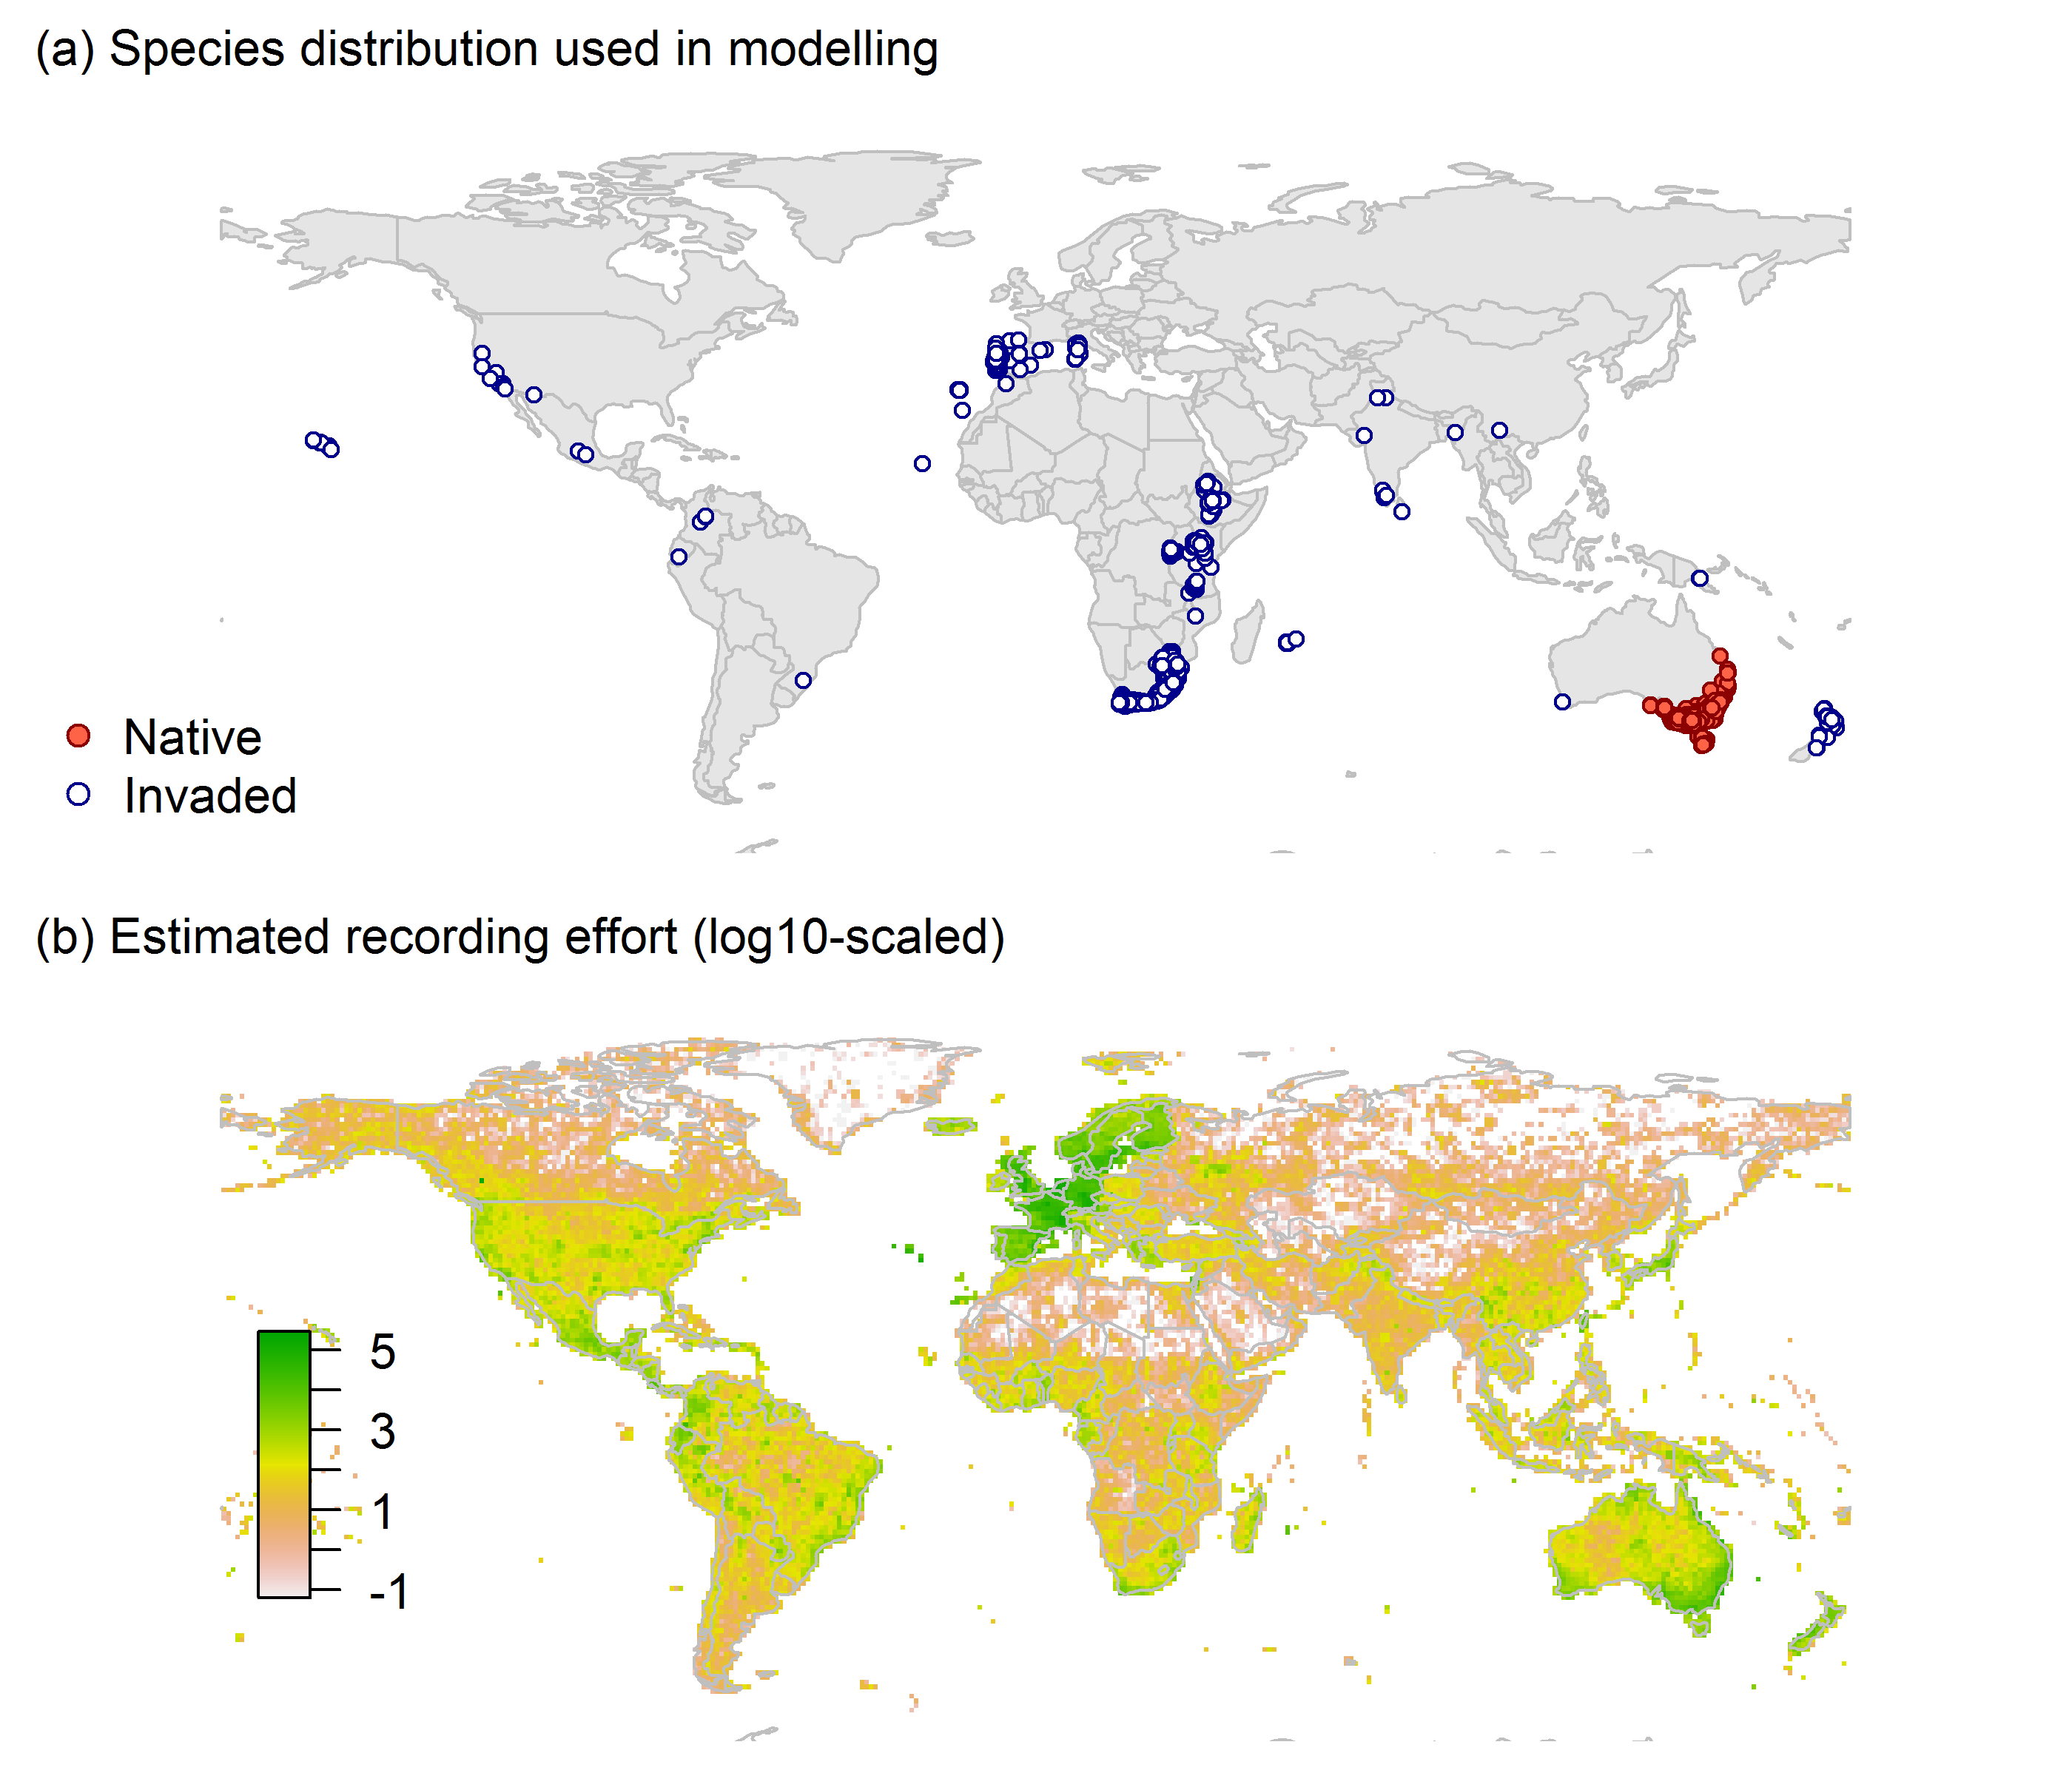 (a) Species distribution used in modelling
Native
Invaded
(b) Estimated recording effort (log10-scaled)
5
3
1
-1